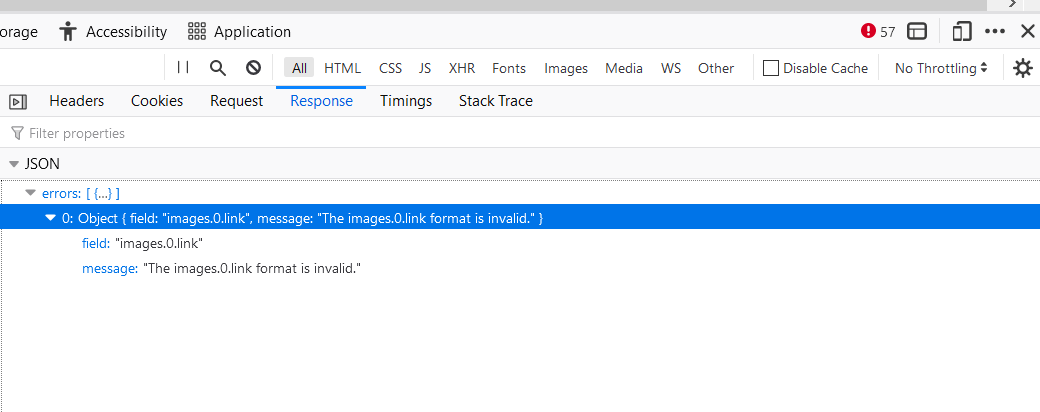 orage Accessibility Application 57
All HTML CSS JS XHR Fonts Images Media WS Other Disable Cache No Throttling
Headers Cookies Request Response Timings Stack Trace
Filter properties
JSON
errors: [ {…} ]
0: Object { field: "images.0.link", message: "The images.0.link format is invalid." }
field: "images.0.link"
message: "The images.0.link format is invalid."